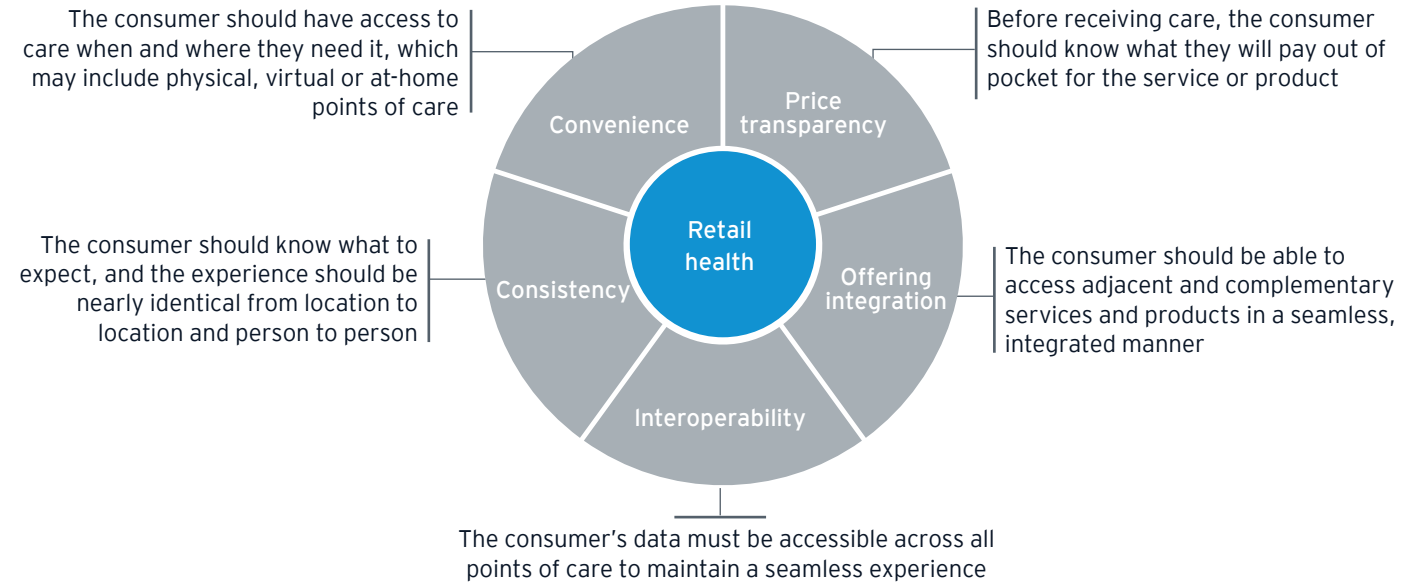 The consumer should have access to
care when and where they need it, which
may include physical, virtual or at-home
points of care
Before receiving care, the consumer
should know what they will pay out of
pocket for the service or product
Convenience
Price
transparency
Retail
health
The consumer should know what to
expect, and the experience should be
nearly identical from location to
location and person to person
Consistency
Offering
integration
The consumer should be able to
access adjacent and complementary
services and products in a seamless,
integrated manner
Interoperability
The consumer’s data must be accessible across all
points of care to maintain a seamless experience